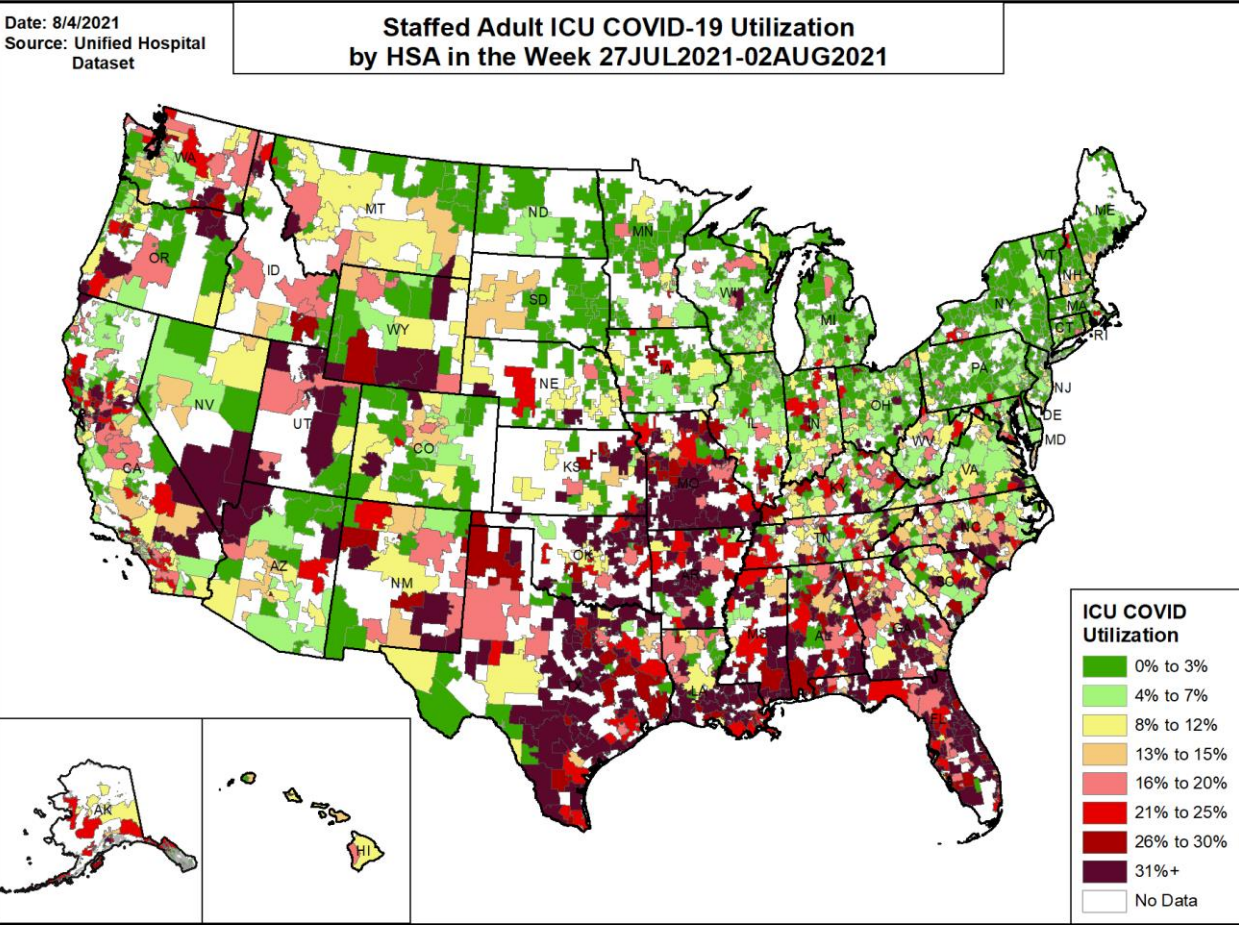 Date: 8/4/2021
Source: Unified Hospital
Dataset
Staffed Adult ICU COVID-19 Utilization
by HSA in the Week 27JUL2021-02AUG2021
WA
MT
ND
MN
ME
OR
ID
SD
WI
VT
NH
NY
MA
CT
RI
WY
MI
PA
NJ
NE
IA
OH
DE
MD
NV
UT
CO
IL
IN
WV
VA
CA
KS
MO
KY
NC
TN
OK
AR
SC
AZ
NM
MS
AL
GA
LA
FL
AK
HI
ICU COVID
Utilization
0% to 3%
4% to 7%
8% to 12%
13% to 15%
16% to 20%
21% to 25%
26% to 30%
31%+
No Data